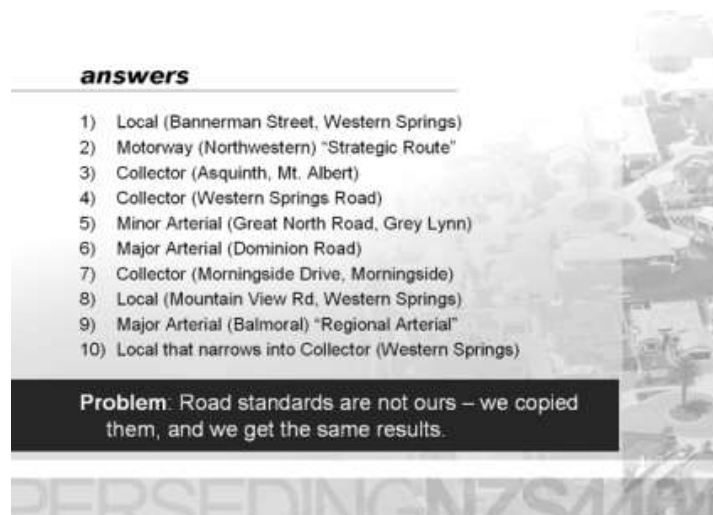 answers
1) Local (Bannerman Street, Western Springs)
2) Motorway (Northwestern) “Strategic Route”
3) Collector (Asquinth, Mt. Albert)
4) Collector (Western Springs Road)
5) Minor Arterial (Great North Road, Grey Lynn)
6) Major Arterial (Dominion Road)
7) Collector (Morningside Drive, Morningside)
8) Local (Mountain View Rd, Western Springs)
9) Major Arterial (Balmoral) “Regional Arterial”
10) Local that narrows into Collector (Western Springs)
Problem: Road standards are not ours – we copied
them, and we get the same results.
PERSEDINGNZS4404